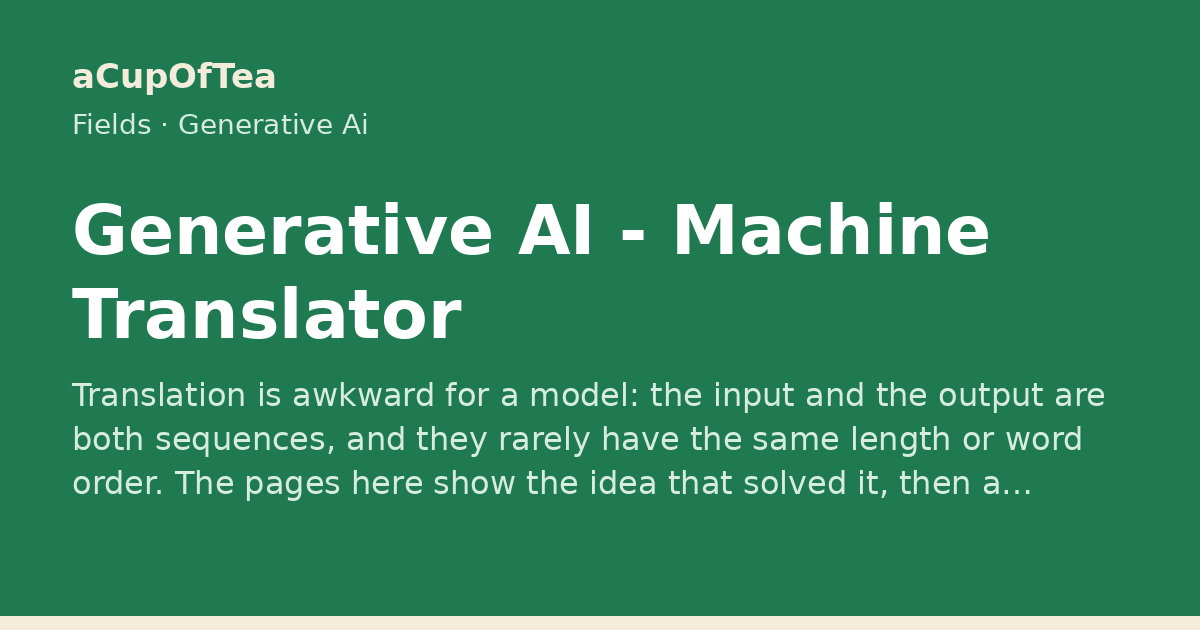 aCupOfTea
Fields · Generative Ai
Generative AI - Machine
Translator
Translation is awkward for a model: the input and the output are
both sequences, and they rarely have the same length or word
order. The pages here show the idea that solved it, then a…